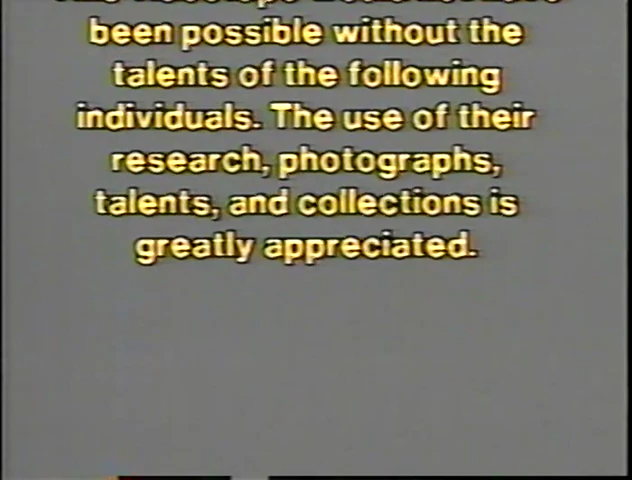 been possible without the
talents of the following
individuals. The use of their
research, photographs,
talents, and collections is
greatly appreciated.